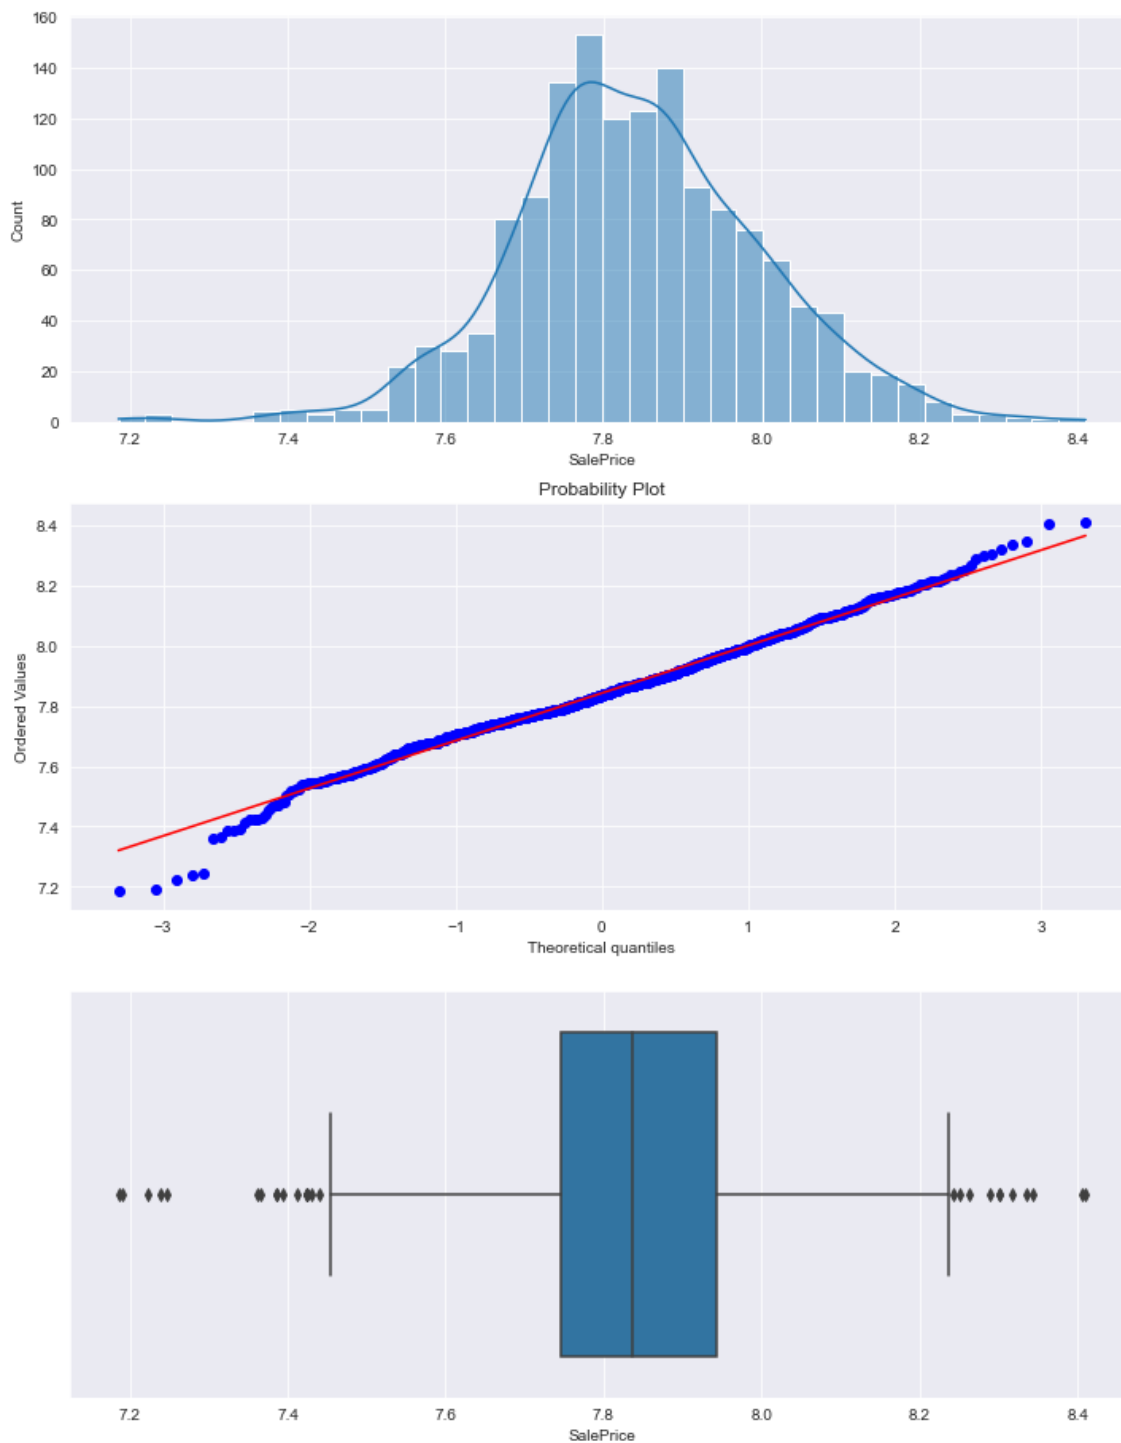 160
140
120
100
80
60
40
20
0
Count
7.2 7.4 7.6 7.8 8.0 8.2 8.4
SalePrice
Probability Plot
8.4
8.2
8.0
7.8
7.6
7.4
7.2
Ordered Values
−3 −2 −1 0 1 2 3
Theoretical quantiles
7.2 7.4 7.6 7.8 8.0 8.2 8.4
SalePrice